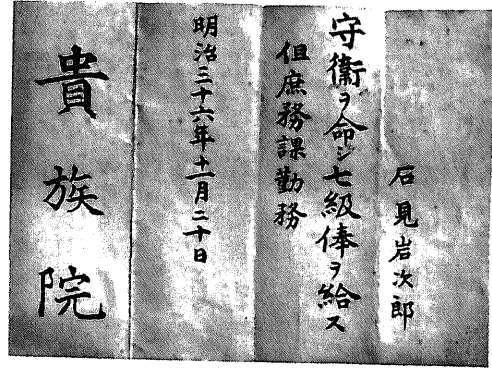 石見岩次郎
守衛ヲ命シ七級俸ヲ給ス
但庶務課勤務
明治三十六年十一月二十日
貴族院